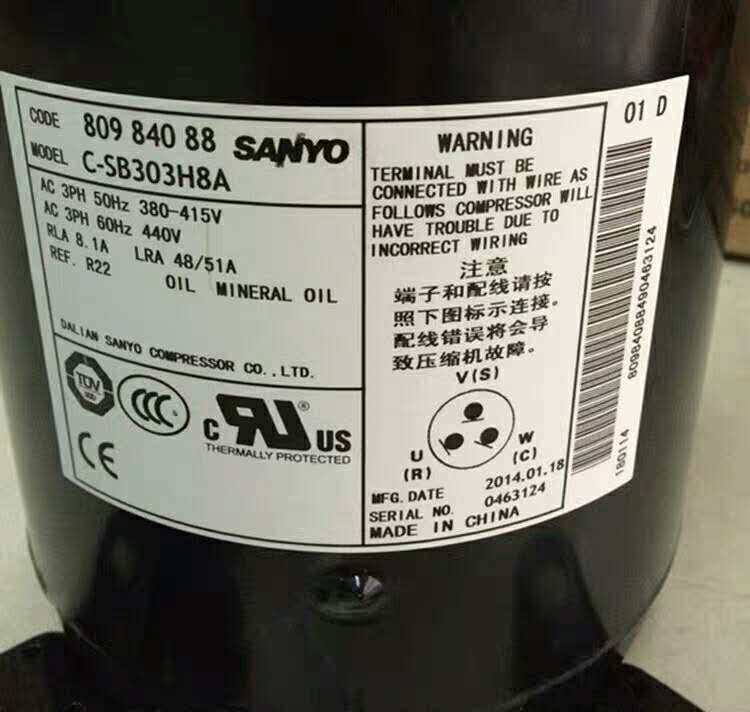 CODE 809 840 88 SANYO
MODEL C-SB303H8A
AC 3PH 50Hz 380-415V
AC 3PH 60Hz 440V
RLA 8.1A LRA 48/51A
REF. R22
OIL MINERAL OIL
DALIAN SANYO COMPRESSOR CO.,LTD.
TÜV
CCC
C RU ® US
THERMALLY PROTECTED
CE
WARNING
TERMINAL MUST BE
CONNECTED WITH WIRE AS
FOLLOWS COMPRESSOR WILL
HAVE TROUBLE DUE TO
INCORRECT WIRING
注意
端子和配线请按
照下图标示连接。
配线错误将会导
致压缩机故障。
V(S)
U
(R)
W
(C)
MFG. DATE 2014.01.18
SERIAL NO. 0463124
MADE IN CHINA
01 D
80984088490463124
180114